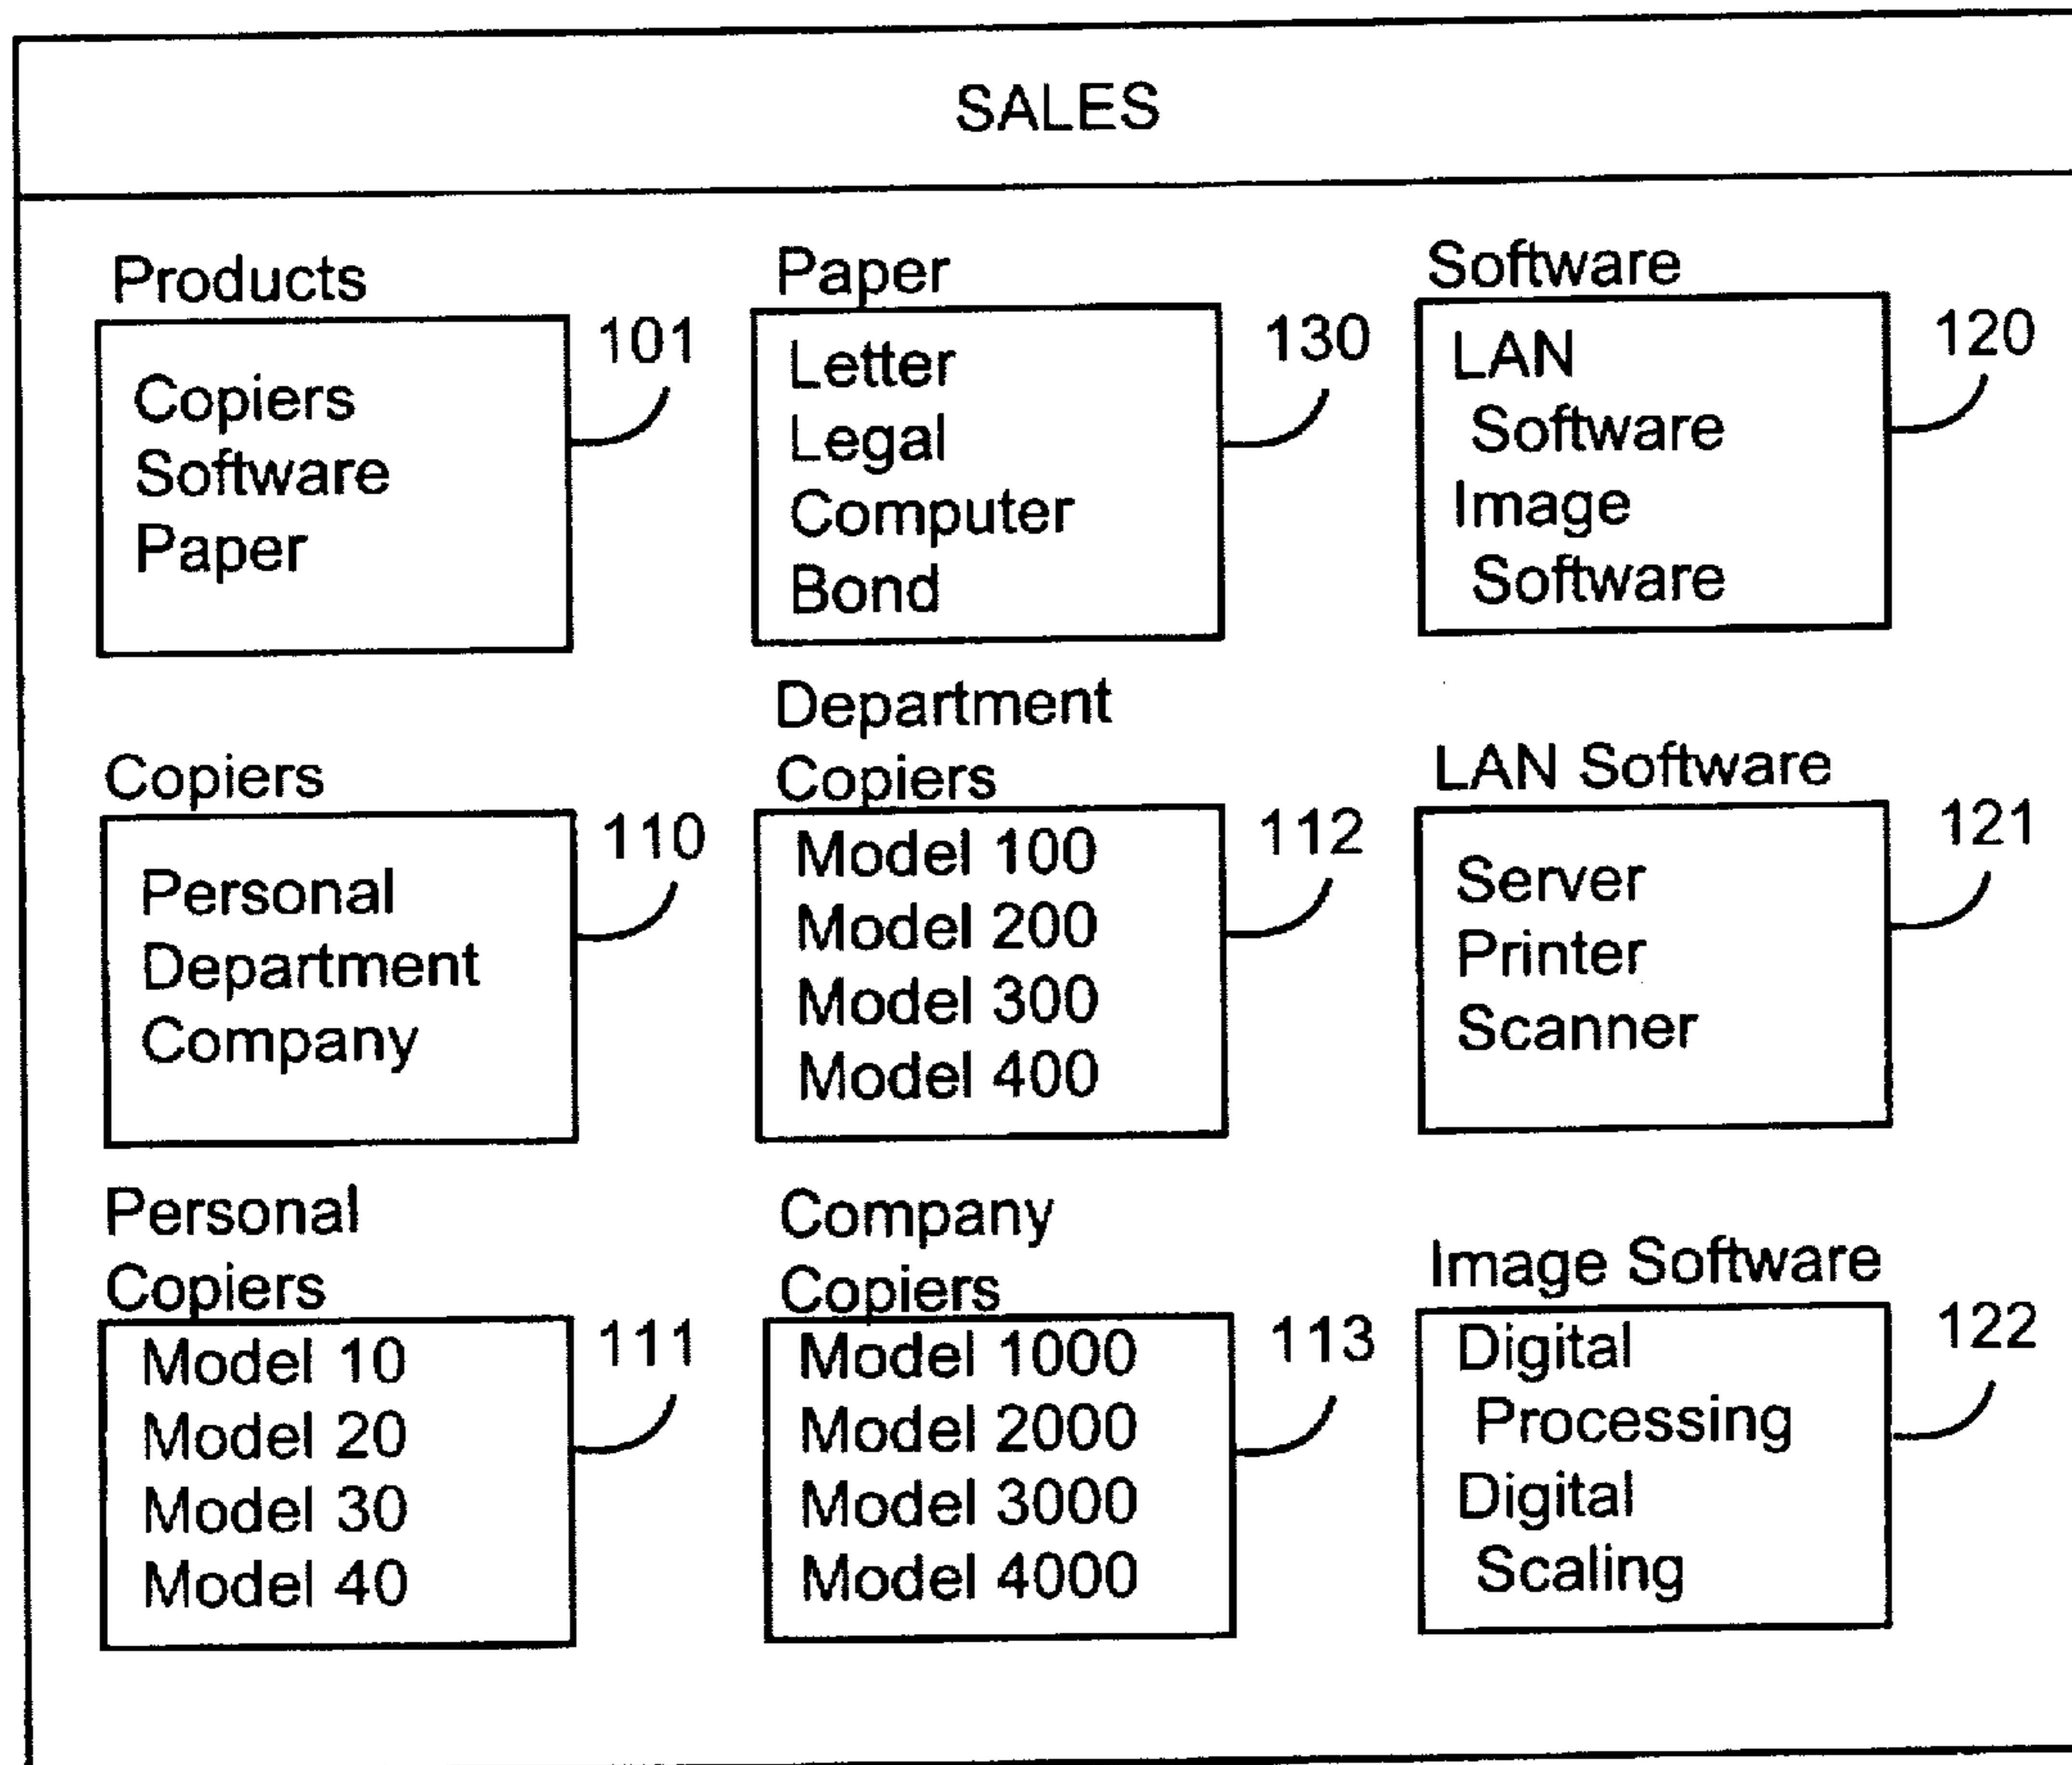 SALES
Products
101
Copiers
Software
Paper
Paper
130
Letter
Legal
Computer
Bond
Software
120
LAN
Software
Image
Software
Copiers
110
Personal
Department
Company
Department
Copiers
112
Model 100
Model 200
Model 300
Model 400
LAN Software
121
Server
Printer
Scanner
Personal
Copiers
111
Model 10
Model 20
Model 30
Model 40
Company
Copiers
113
Model 1000
Model 2000
Model 3000
Model 4000
Image Software
122
Digital
Processing
Digital
Scaling